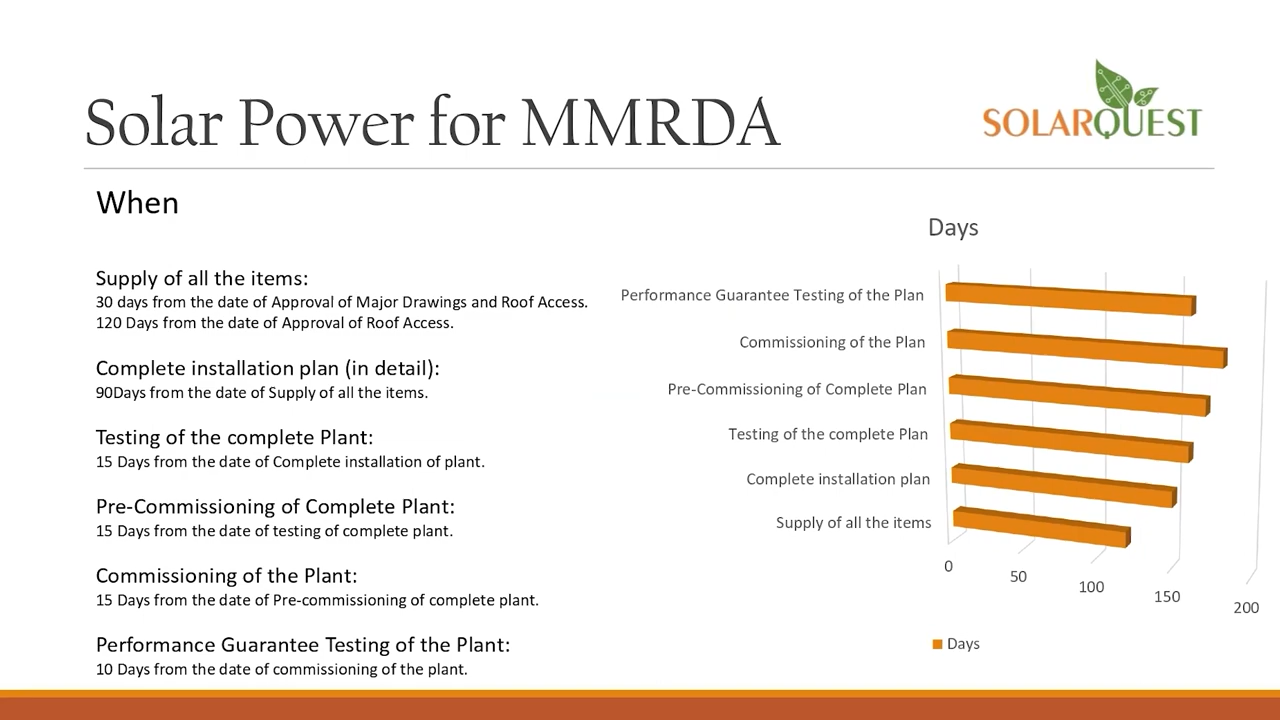 Solar Power for MMRDA
SOLARQUEST
When
Supply of all the items:
30 days from the date of Approval of Major Drawings and Roof Access.
120 Days from the date of Approval of Roof Access.
Complete installation plan (in detail):
90Days from the date of Supply of all the items.
Testing of the complete Plant:
15 Days from the date of Complete installation of plant.
Pre-Commissioning of Complete Plant:
15 Days from the date of testing of complete plant.
Commissioning of the Plant:
15 Days from the date of Pre-commissioning of complete plant.
Performance Guarantee Testing of the Plant:
10 Days from the date of commissioning of the plant.
Days
Performance Guarantee Testing of the Plan
Commissioning of the Plan
Pre-Commissioning of Complete Plan
Testing of the complete Plan
Complete installation plan
Supply of all the items
0
50
100
150
200
Days